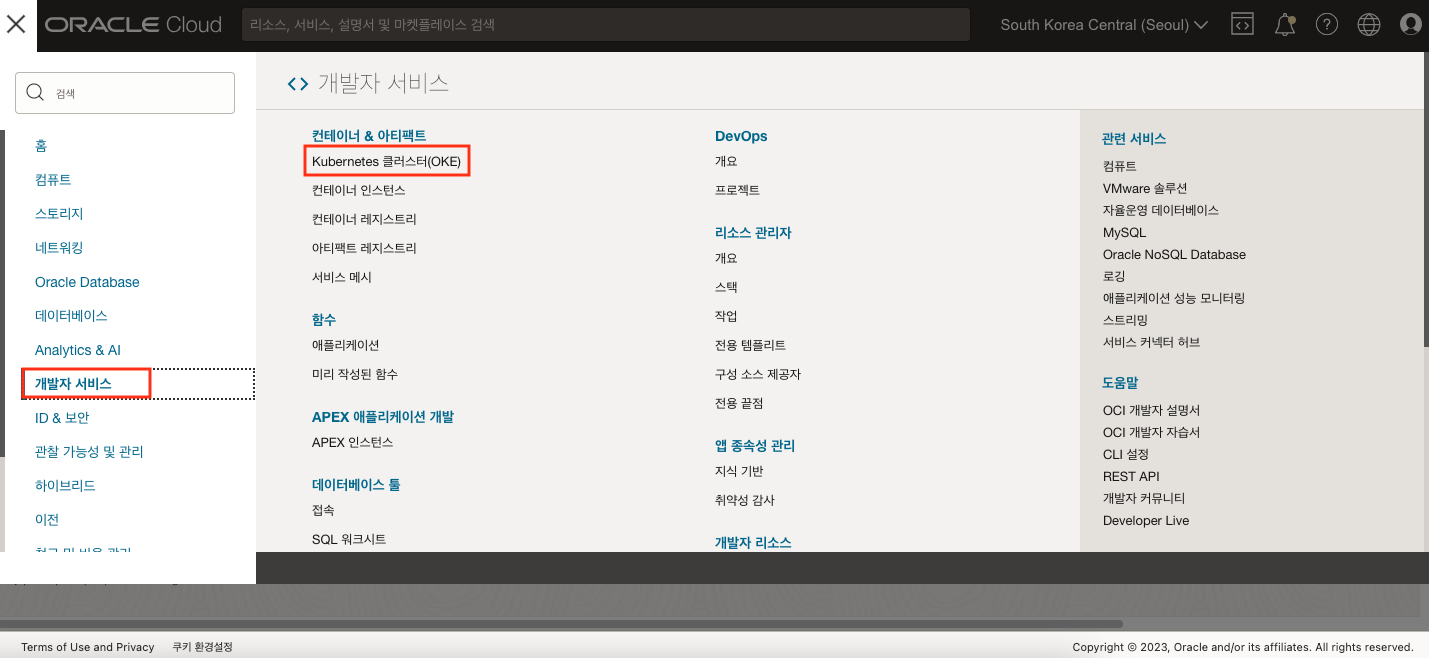 ORACLE Cloud
리소스, 서비스, 설명서 및 마켓플레이스 검색
South Korea Central (Seoul)
검색
홈
컴퓨트
스토리지
네트워킹
Oracle Database
데이터베이스
Analytics & AI
개발자 서비스
ID & 보안
관찰 가능성 및 관리
하이브리드
이전
개발자 서비스
컨테이너 & 아티팩트
Kubernetes 클러스터(OKE)
컨테이너 인스턴스
컨테이너 레지스트리
아티팩트 레지스트리
서비스 메시
함수
애플리케이션
미리 작성된 함수
APEX 애플리케이션 개발
APEX 인스턴스
데이터베이스 툴
접속
SQL 워크시트
DevOps
개요
프로젝트
리소스 관리자
개요
스택
작업
전용 템플리트
구성 소스 제공자
전용 끝점
앱 종속성 관리
지식 기반
취약성 감사
개발자 리소스
관련 서비스
컴퓨트
VMware 솔루션
자율운영 데이터베이스
MySQL
Oracle NoSQL Database
로깅
애플리케이션 성능 모니터링
스트리밍
서비스 커넥터 허브
도움말
OCI 개발자 설명서
OCI 개발자 자습서
CLI 설정
REST API
개발자 커뮤니티
Developer Live
Terms of Use and Privacy 쿠키 환경설정
Copyright © 2023, Oracle and/or its affiliates. All rights reserved.